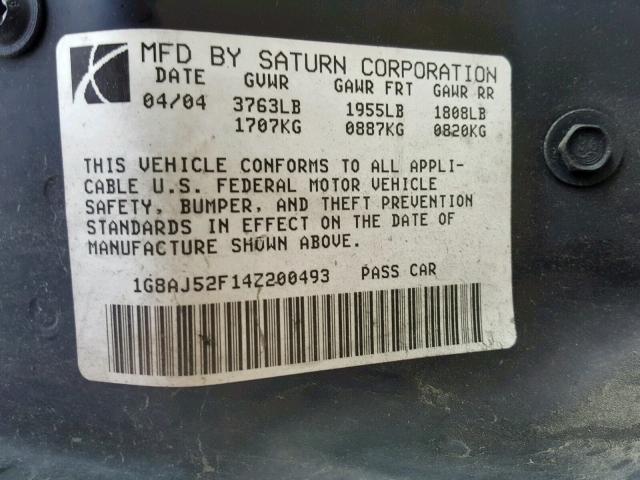 MFD BY SATURN CORPORATION
DATE GVWR GAWR FRT GAWR RR
04/04 3763LB 1955LB 1808LB
1707KG 0887KG 0820KG
THIS VEHICLE CONFORMS TO ALL APPLI-
CABLE U.S. FEDERAL MOTOR VEHICLE
SAFETY, BUMPER, AND THEFT PREVENTION
STANDARDS IN EFFECT ON THE DATE OF
MANUFACTURE SHOWN ABOVE.
1G8AJ52F14Z200493 PASS CAR